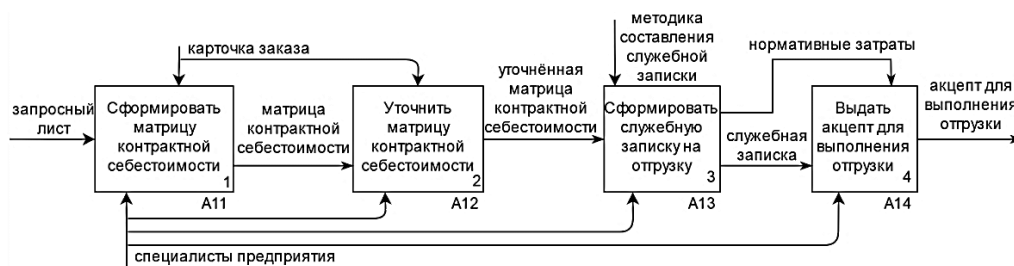 запросный
лист
карточка заказа
Сформировать
матрицу
контрактной
себестоимости
1
A11
матрица
контрактной
себестоимости
Уточнить
матрицу
контрактной
себестоимости
2
A12
уточнённая
матрица
контрактной
себестоимости
методика
составления
служебной
записки
Сформировать
служебную
записку на
отгрузку
3
A13
нормативные затраты
служебная
записка
Выдать
акцепт для
выполнения
отгрузки
4
A14
акцепт для
выполнения
отгрузки
специалисты предприятия